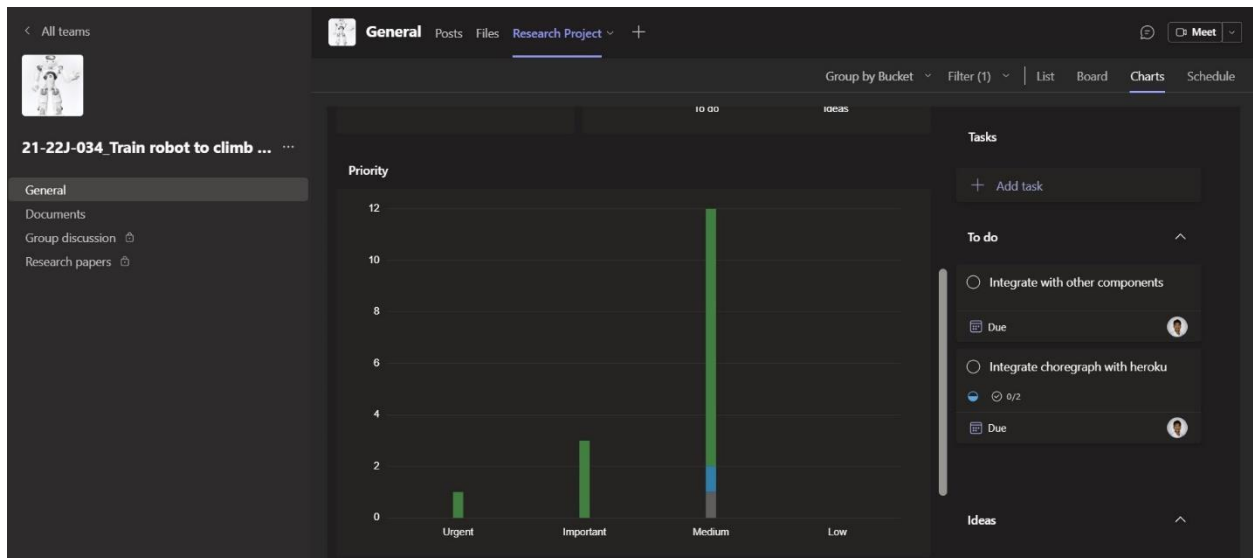 All teams
21-22J-034_Train robot to climb ...
General
Documents
Group discussion
Research papers
General Posts Files Research Project
Meet
Group by Bucket Filter (1) List Board Charts Schedule
To do Ideas
Priority
12
10
8
6
4
2
0
Urgent Important Medium Low
Tasks
Add task
To do
Integrate with other components
Due
Integrate choregraph with heroku
0/2
Due
Ideas